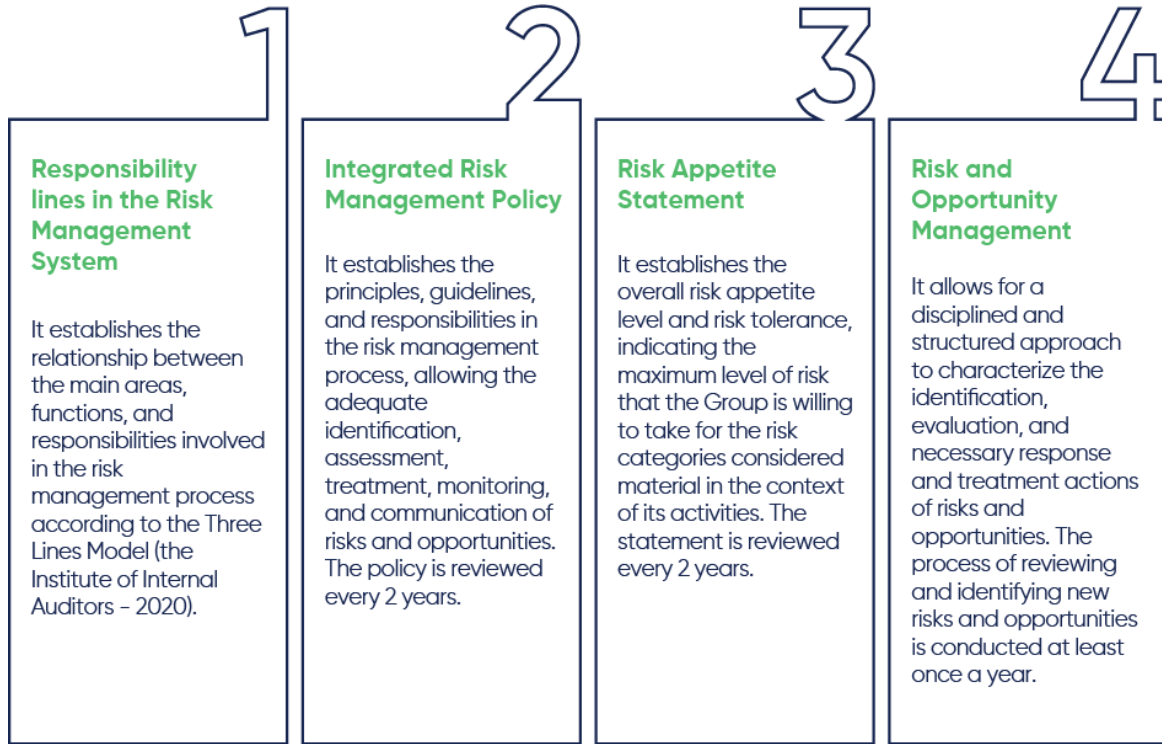 1
Responsibility
lines in the Risk
Management
System
It establishes the
relationship between
the main areas,
functions, and
responsibilities involved
in the risk
management process
according to the Three
Lines Model (the
Institute of Internal
Auditors - 2020).
2
Integrated Risk
Management Policy
It establishes the
principles, guidelines,
and responsibilities in
the risk management
process, allowing the
adequate
identification,
assessment,
treatment, monitoring,
and communication of
risks and opportunities.
The policy is reviewed
every 2 years.
3
Risk Appetite
Statement
It establishes the
overall risk appetite
level and risk tolerance,
indicating the
maximum level of risk
that the Group is willing
to take for the risk
categories considered
material in the context
of its activities. The
statement is reviewed
every 2 years.
4
Risk and
Opportunity
Management
It allows for a
disciplined and
structured approach
to characterize the
identification,
evaluation, and
necessary response
and treatment actions
of risks and
opportunities. The
process of reviewing
and identifying new
risks and opportunities
is conducted at least
once a year.